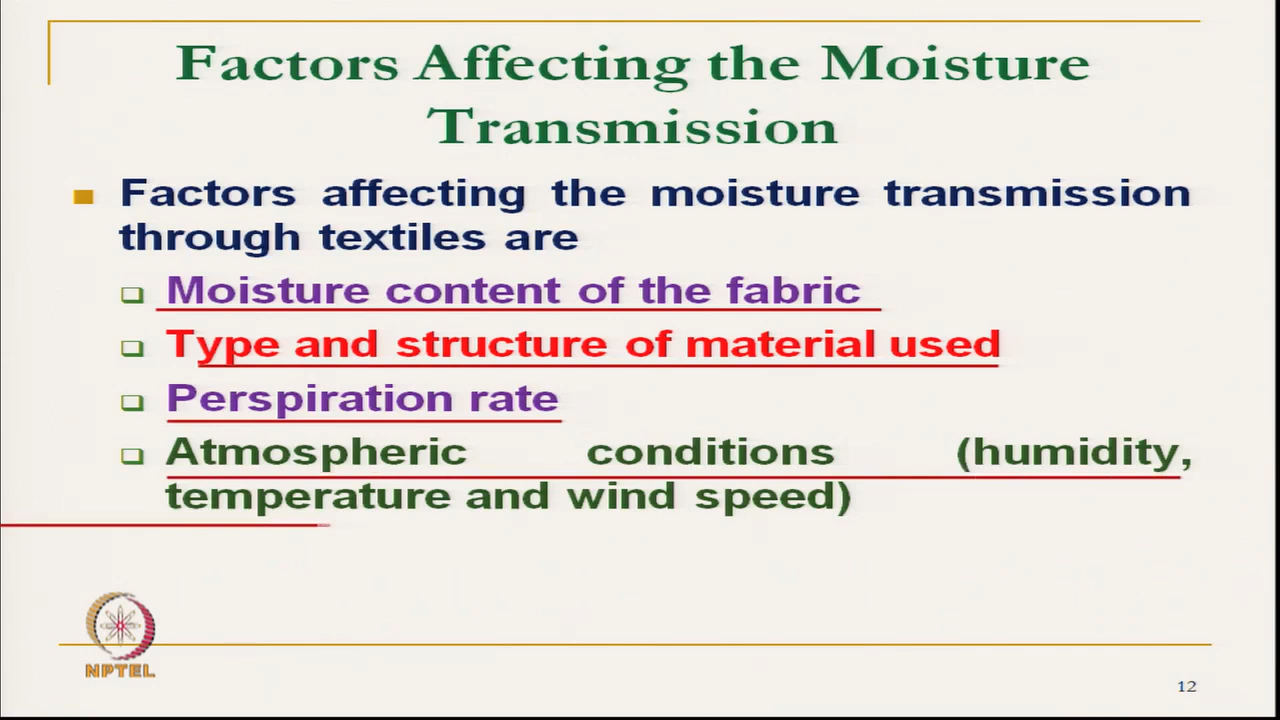 Factors Affecting the Moisture
Transmission
Factors affecting the moisture transmission
through textiles are
Moisture content of the fabric
Type and structure of material used
Perspiration rate
Atmospheric conditions (humidity,
temperature and wind speed)
NPTEL
12